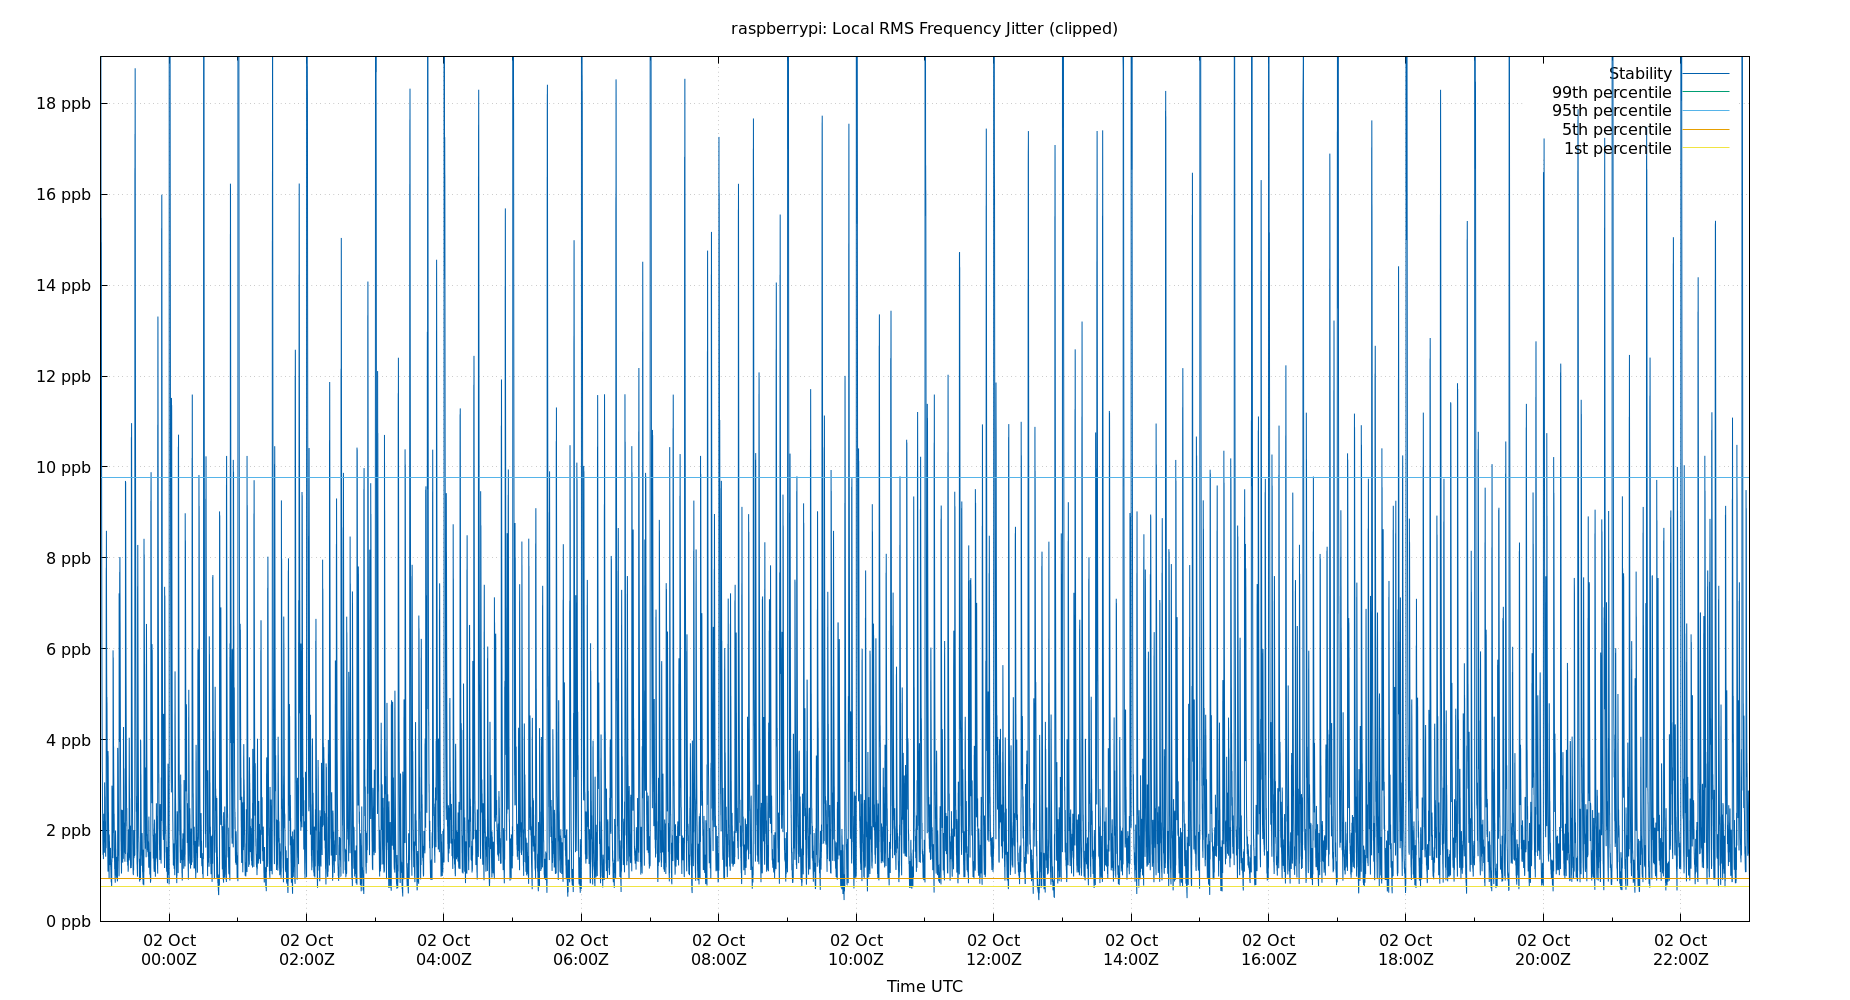 raspberrypi: Local RMS Frequency Jitter (clipped)
Stability
99th percentile
95th percentile
5th percentile
1st percentile
18 ppb
16 ppb
14 ppb
12 ppb
10 ppb
8 ppb
6 ppb
4 ppb
2 ppb
0 ppb
02 Oct 02 Oct 02 Oct 02 Oct 02 Oct 02 Oct 02 Oct 02 Oct 02 Oct 02 Oct 02 Oct 02 Oct
00:00Z 02:00Z 04:00Z 06:00Z 08:00Z 10:00Z 12:00Z 14:00Z 16:00Z 18:00Z 20:00Z 22:00Z
Time UTC